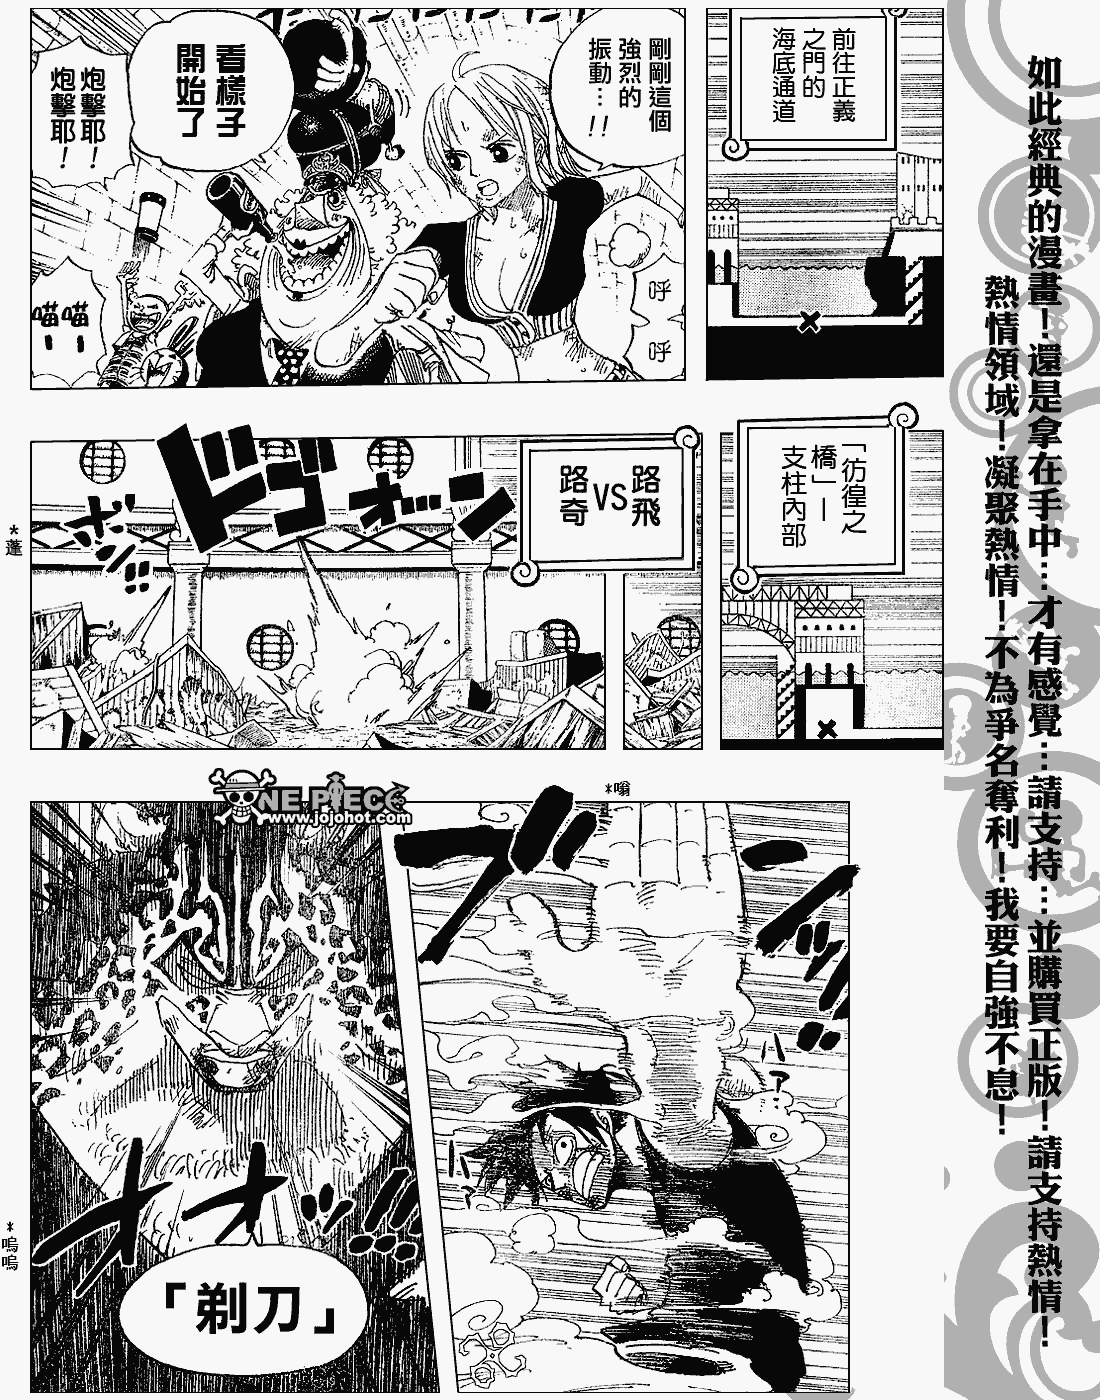 前往正義
之門的
海底通道
剛剛這個
強烈的
振動…!!
看樣子
開始了
炮擊耶!
炮擊耶!
呼
呼
喵喵
!!
「彷徨之
橋」—
支柱內部
路飛
VS
路奇
ドゴオォン
ボンッ!!
*蓬
ONE PIECE
www.jojohot.com
*嗡
ブブッ
ハァ…
ハァ
オオオッ!!!
*嗚嗚
「剃刀」
如此經典的漫畫!還是拿在手中…才有感覺…請支持…並購買正版!請支持熱情!
熱情領域!凝聚熱情!不為爭名奪利!我要自強不息!